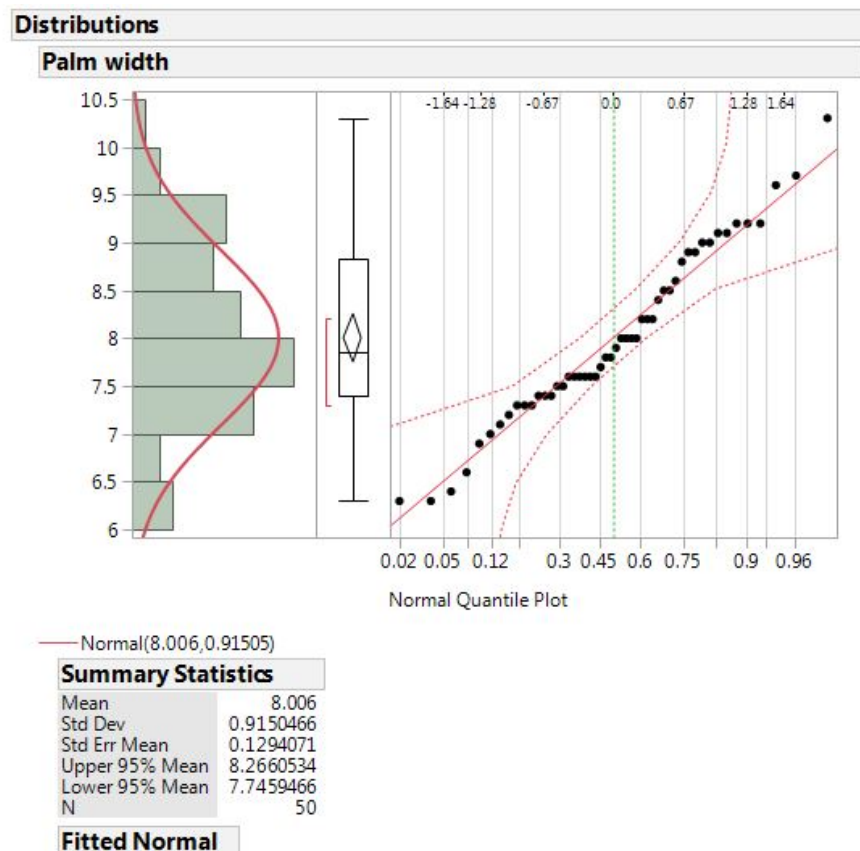 Distributions
Palm width
10.5
10
9.5
9
8.5
8
7.5
7
6.5
6
-1.64 -1.28 -0.67 0.0 0.67 1.28 1.64
0.02 0.05 0.12 0.3 0.45 0.6 0.75 0.9 0.96
Normal Quantile Plot
Normal(8.006,0.91505)
Summary Statistics
Mean 8.006
Std Dev 0.9150466
Std Err Mean 0.1294071
Upper 95% Mean 8.2660534
Lower 95% Mean 7.7459466
N 50
Fitted Normal